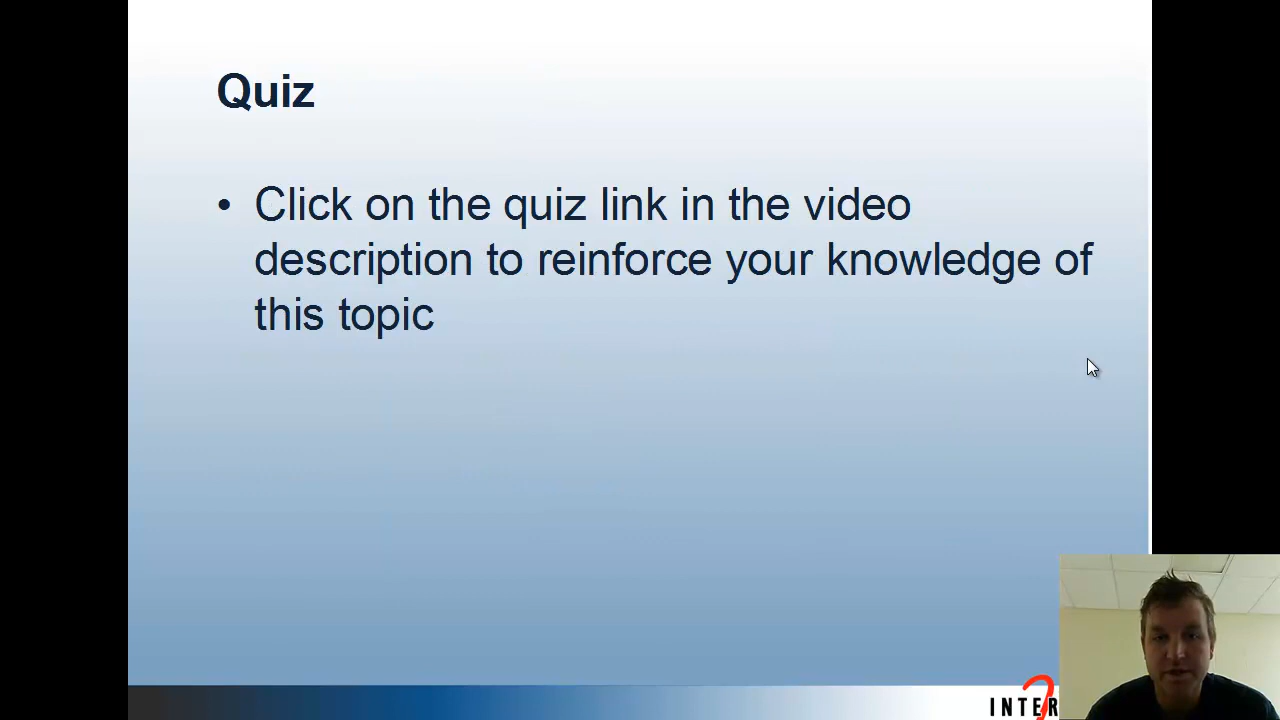 Quiz
• Click on the quiz link in the video
description to reinforce your knowledge of
this topic
INTER